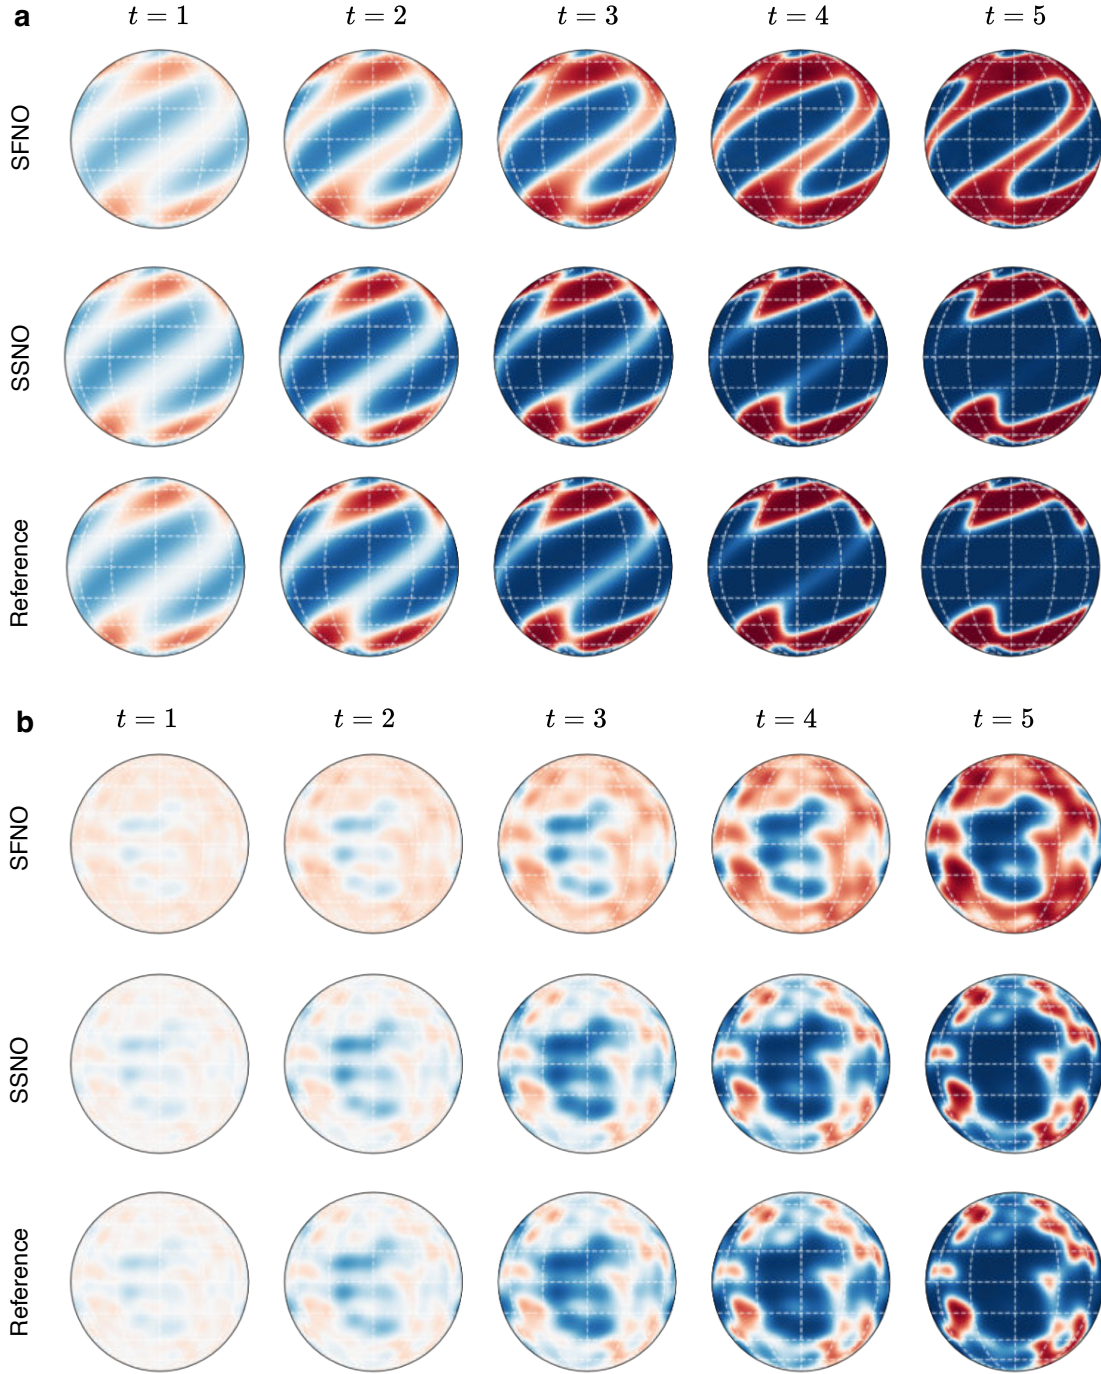 a
t = 1 t = 2 t = 3 t = 4 t = 5
SFNO
SSNO
Reference
b
t = 1 t = 2 t = 3 t = 4 t = 5
SFNO
SSNO
Reference